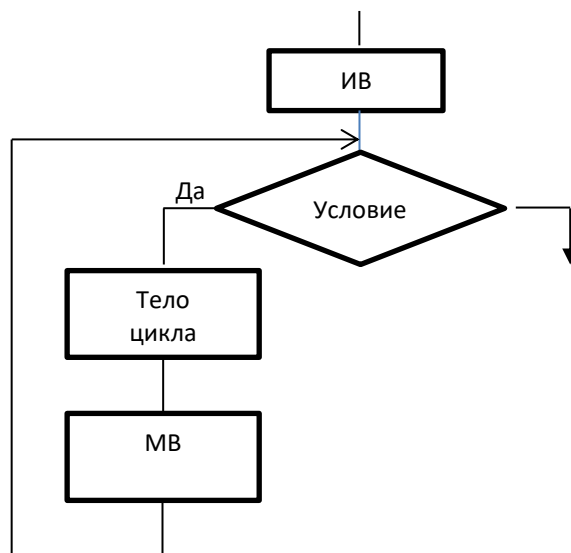 ИВ
Да
Условие
Тело
цикла
МВ